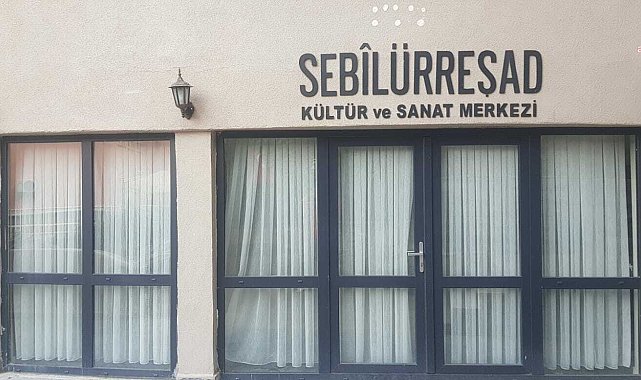 SEBÎLÜRREŞAD
KÜLTÜR ve SANAT MERKEZİ